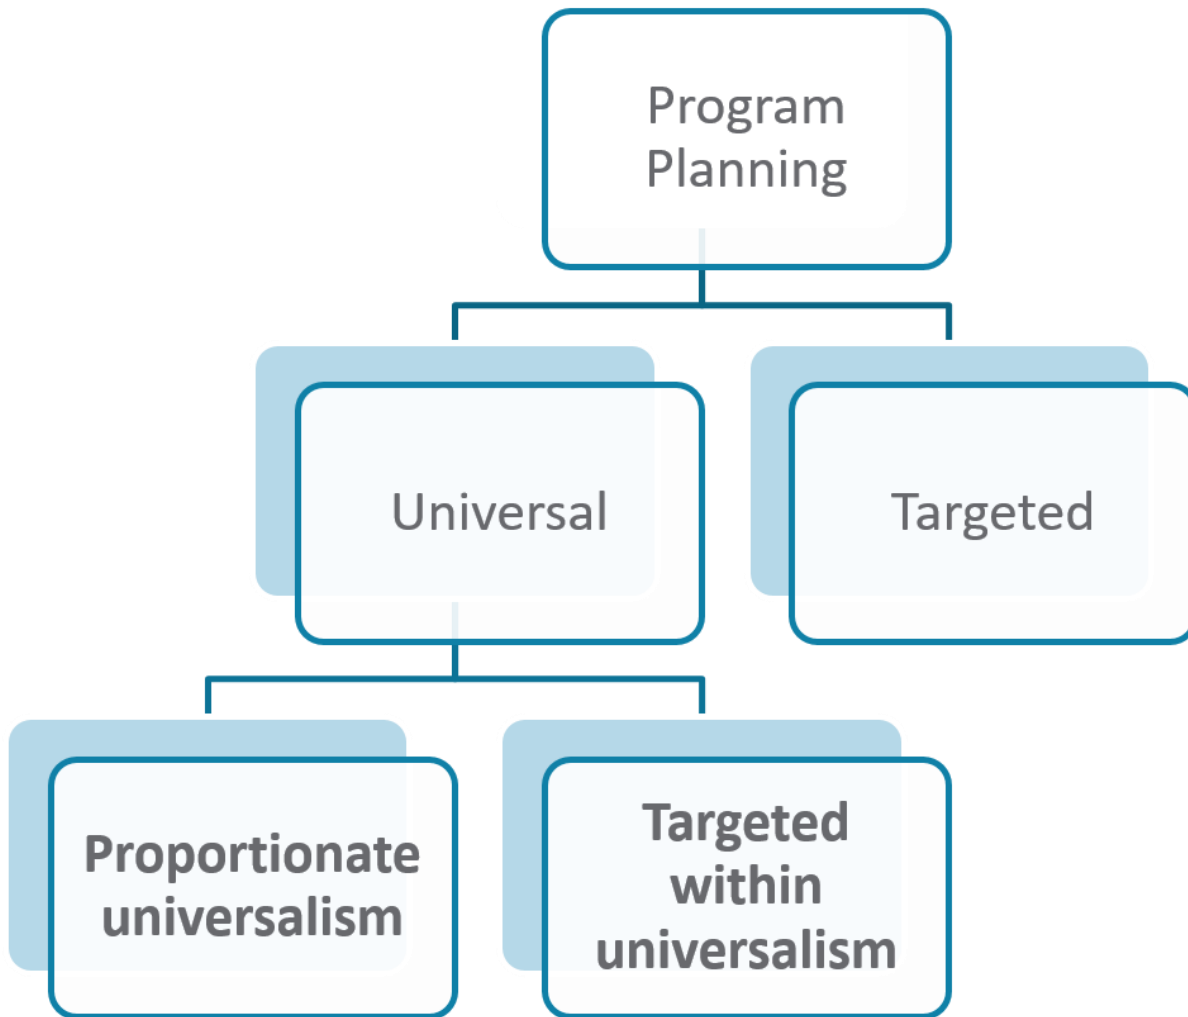 Program
Planning
Universal
Targeted
Proportionate
universalism
Targeted
within
universalism